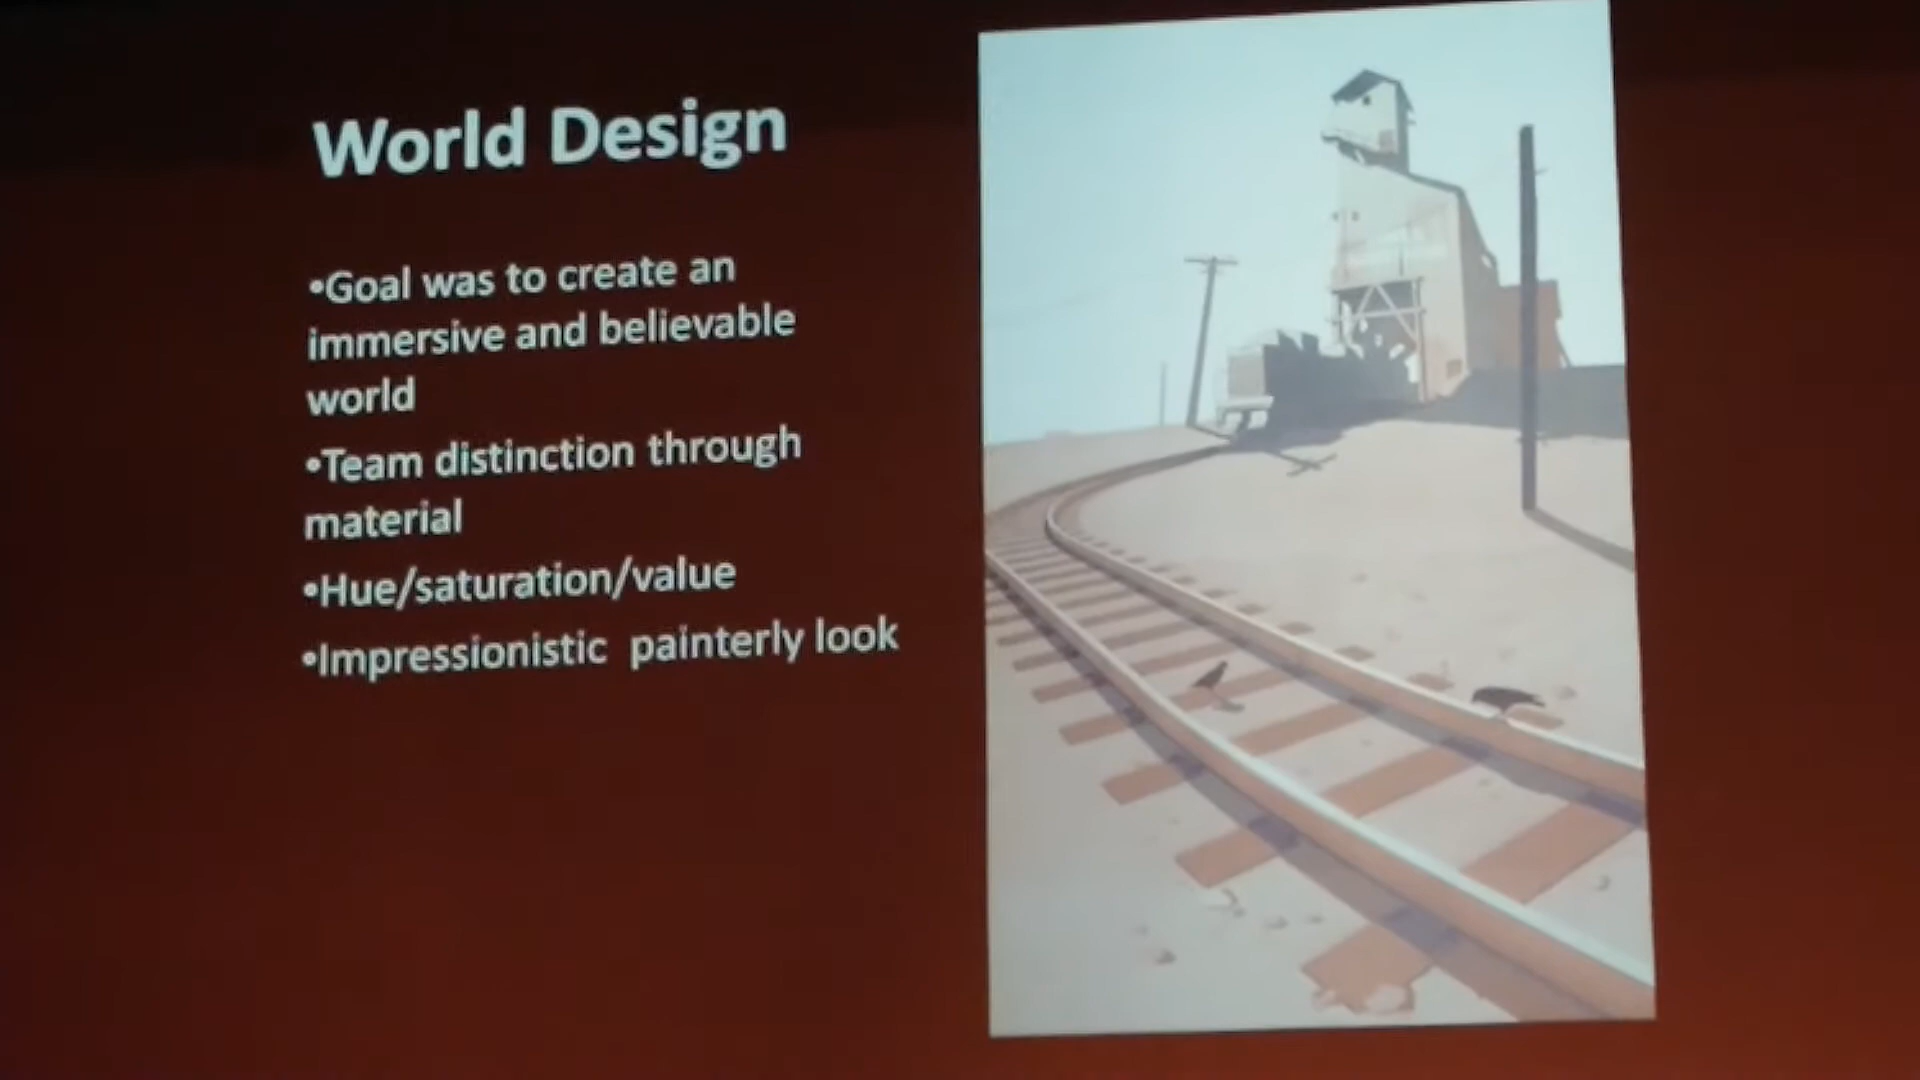 World Design
•Goal was to create an
immersive and believable
world
•Team distinction through
material
•Hue/saturation/value
•Impressionistic  painterly look